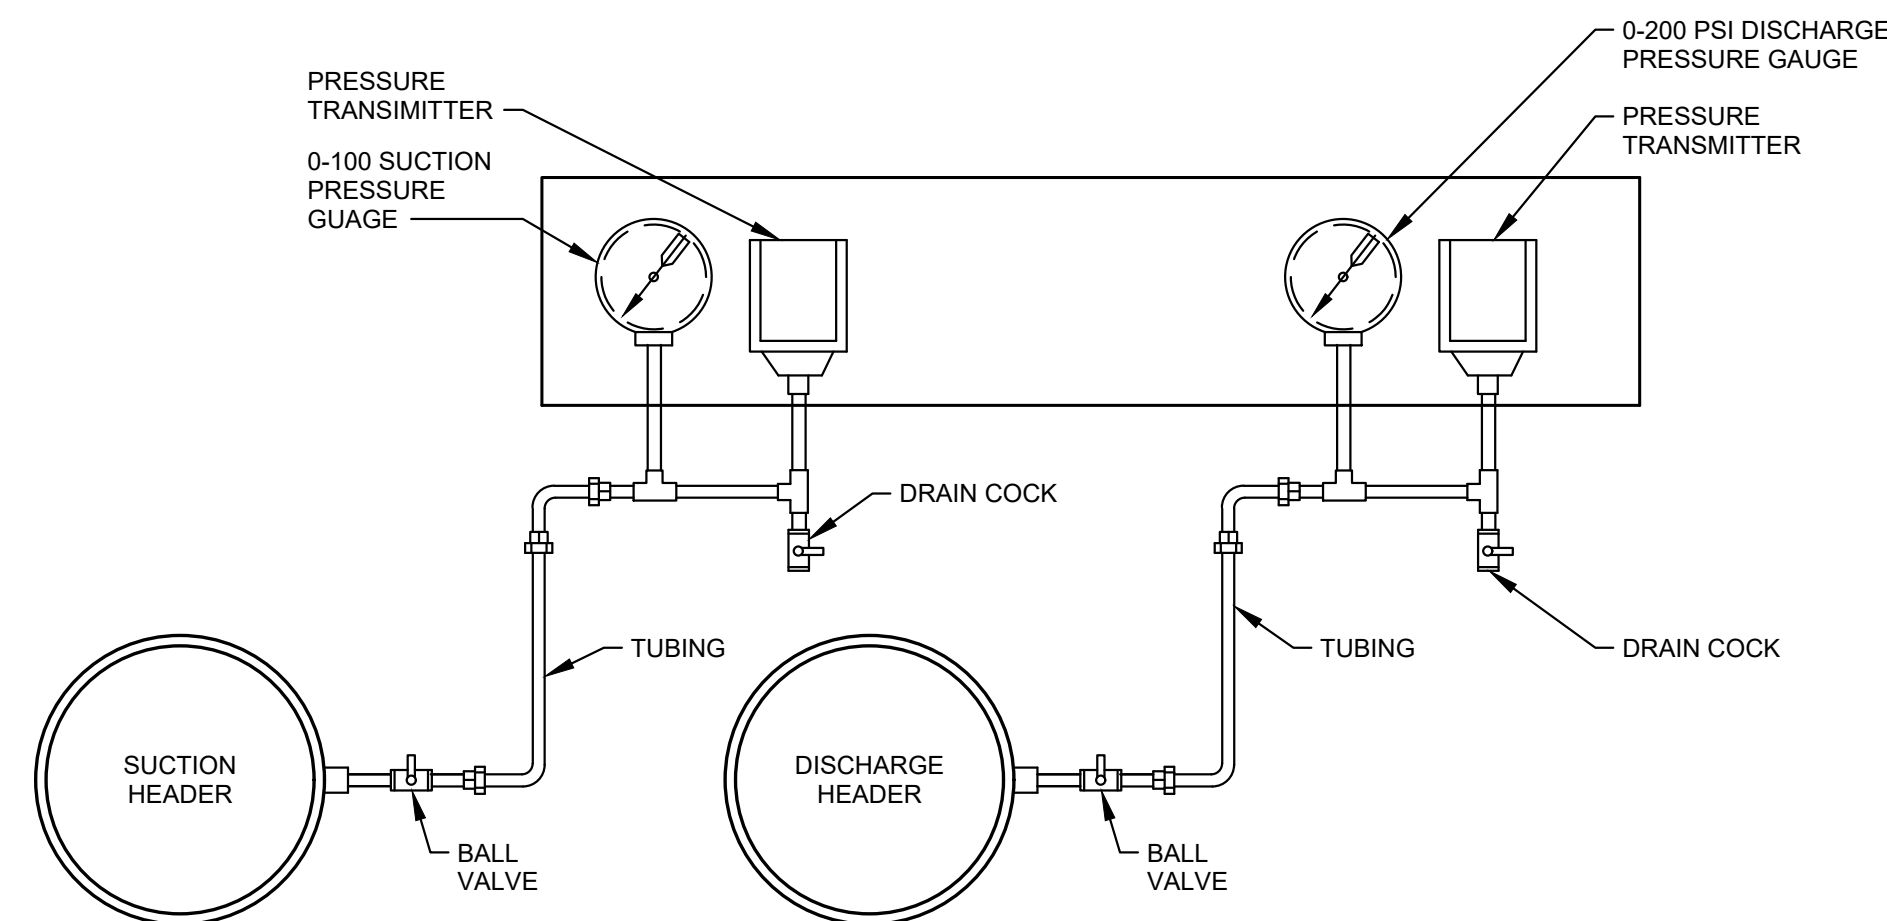 0-200 PSI DISCHARGE
PRESSURE GAUGE
PRESSURE
TRANSIMITTER
PRESSURE
TRANSMITTER
0-100 SUCTION
PRESSURE
GUAGE
DRAIN COCK
TUBING
TUBING
DRAIN COCK
SUCTION
HEADER
DISCHARGE
HEADER
BALL
VALVE
BALL
VALVE